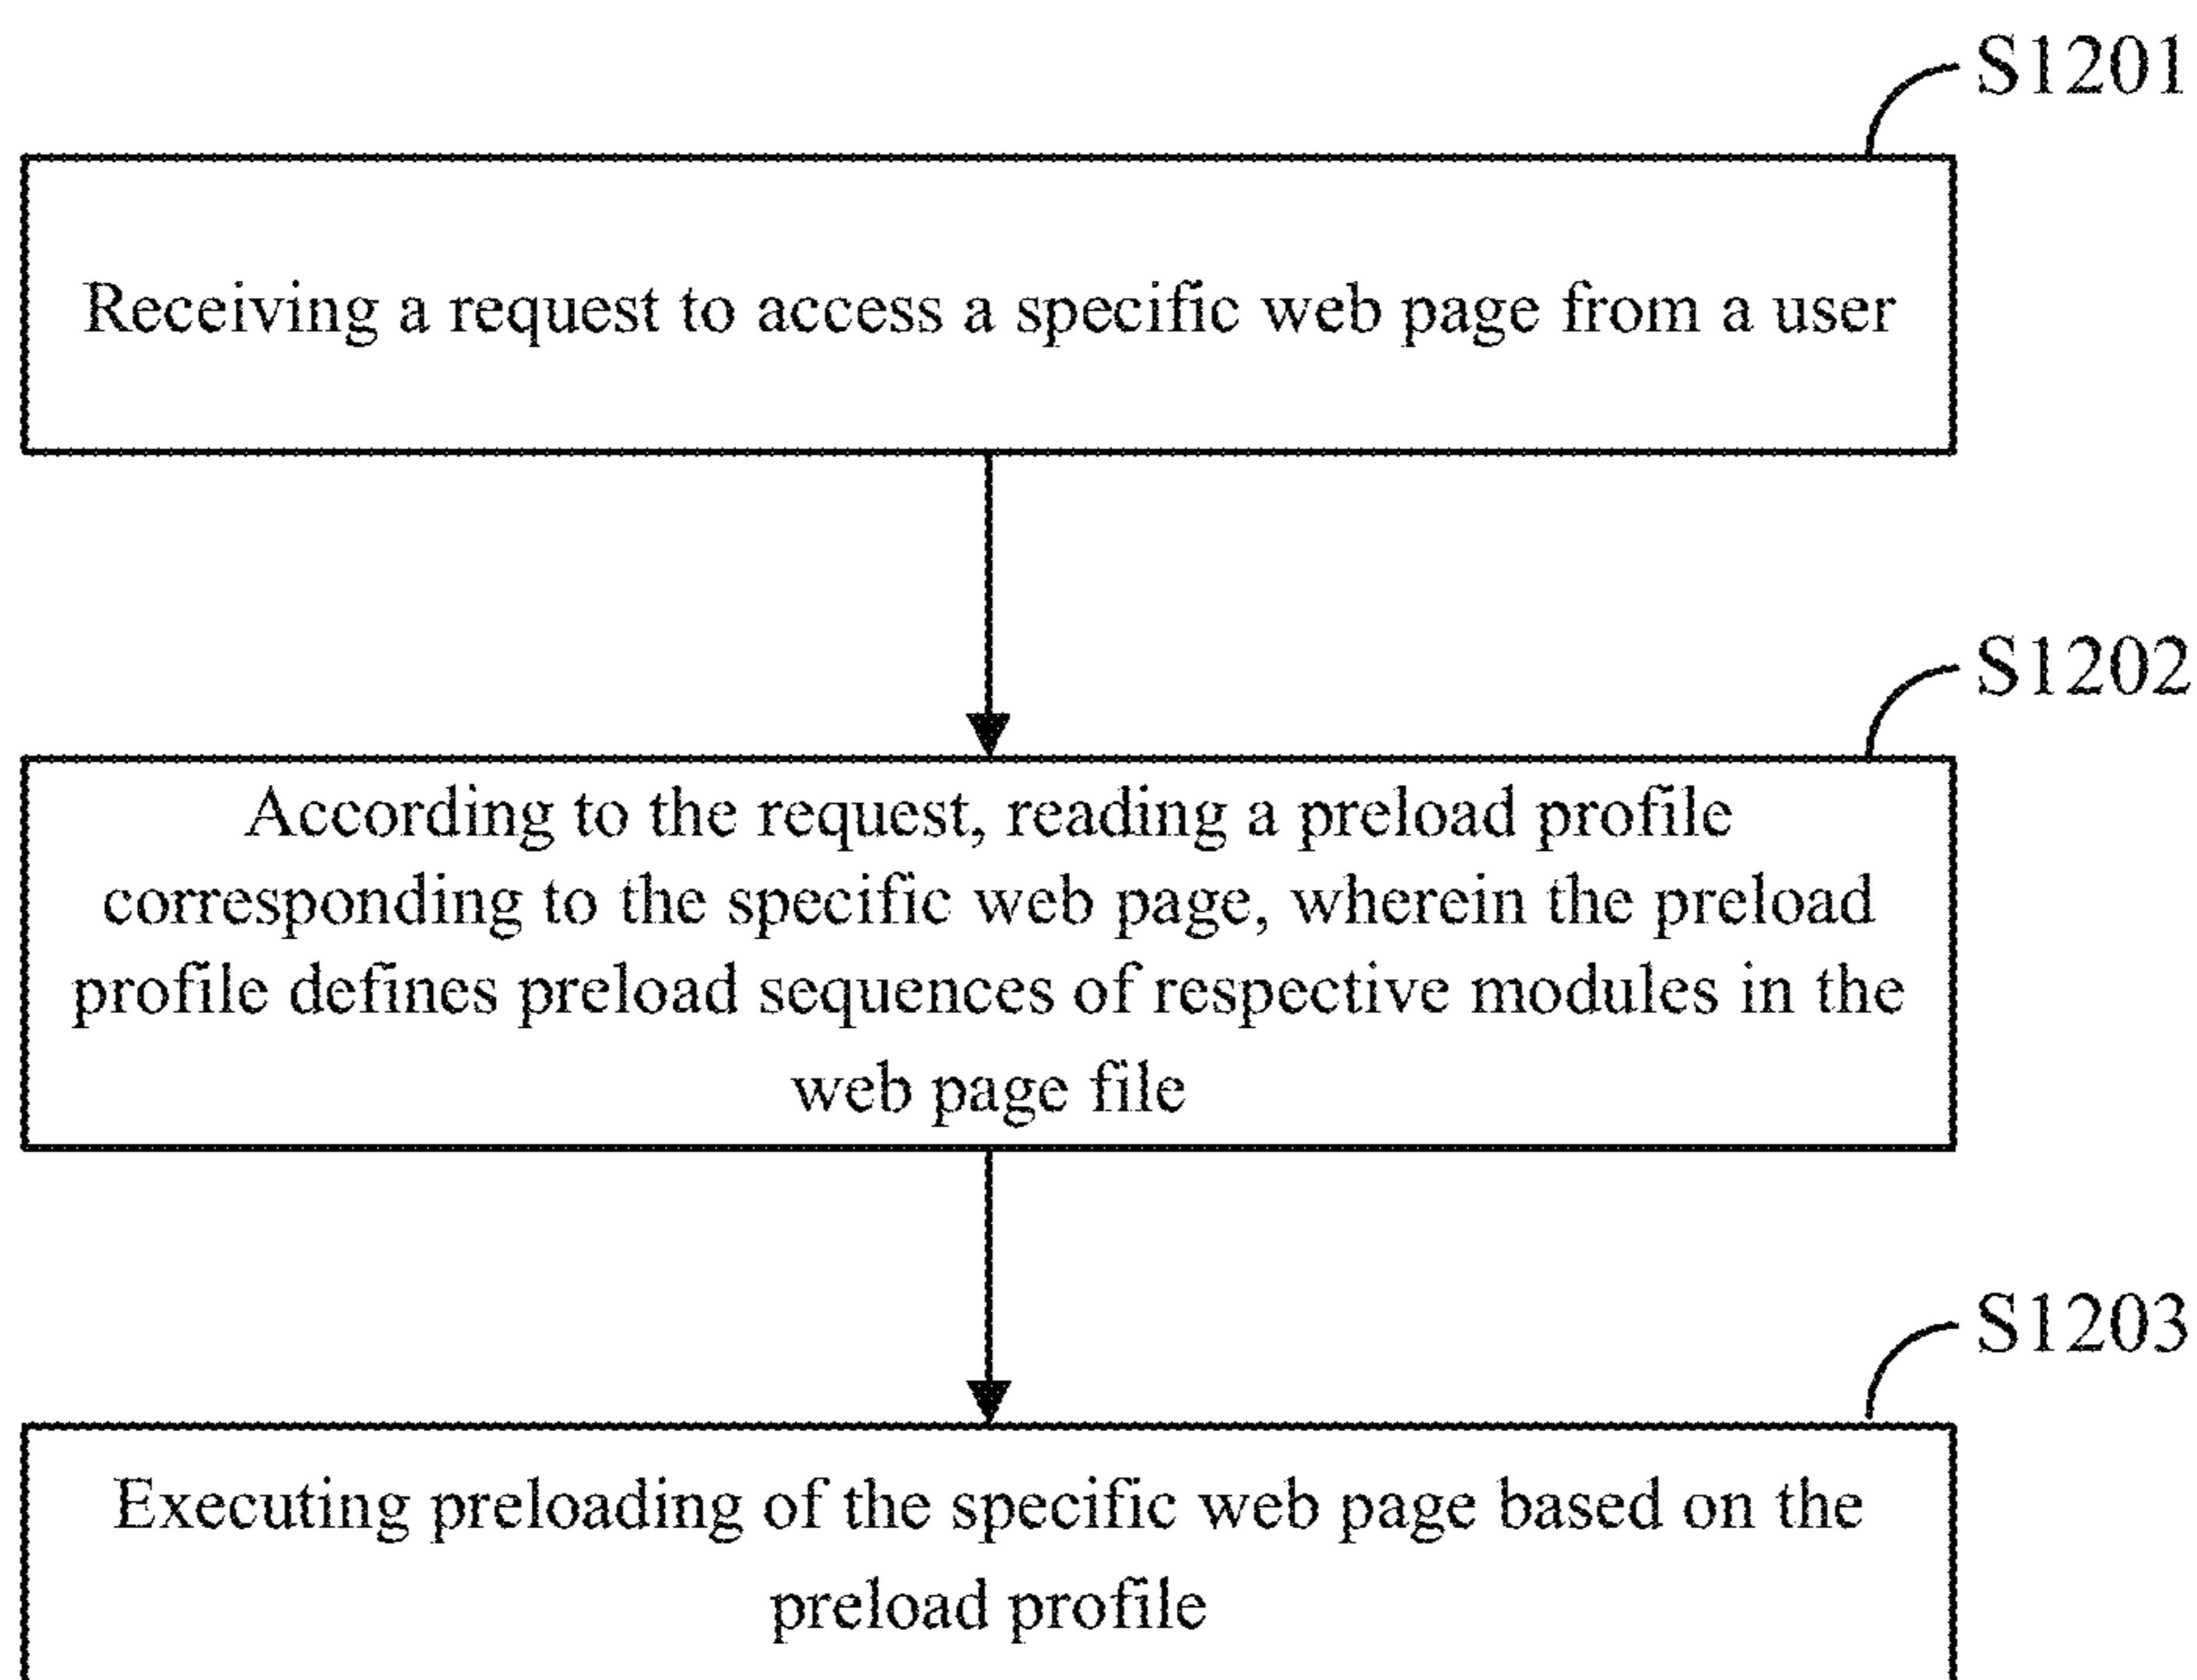 S1201
Receiving a request to access a specific web page from a user
S1202
According to the request, reading a preload profile
corresponding to the specific web page, wherein the preload
profile defines preload sequences of respective modules in the
web page file
S1203
Executing preloading of the specific web page based on the
preload profile